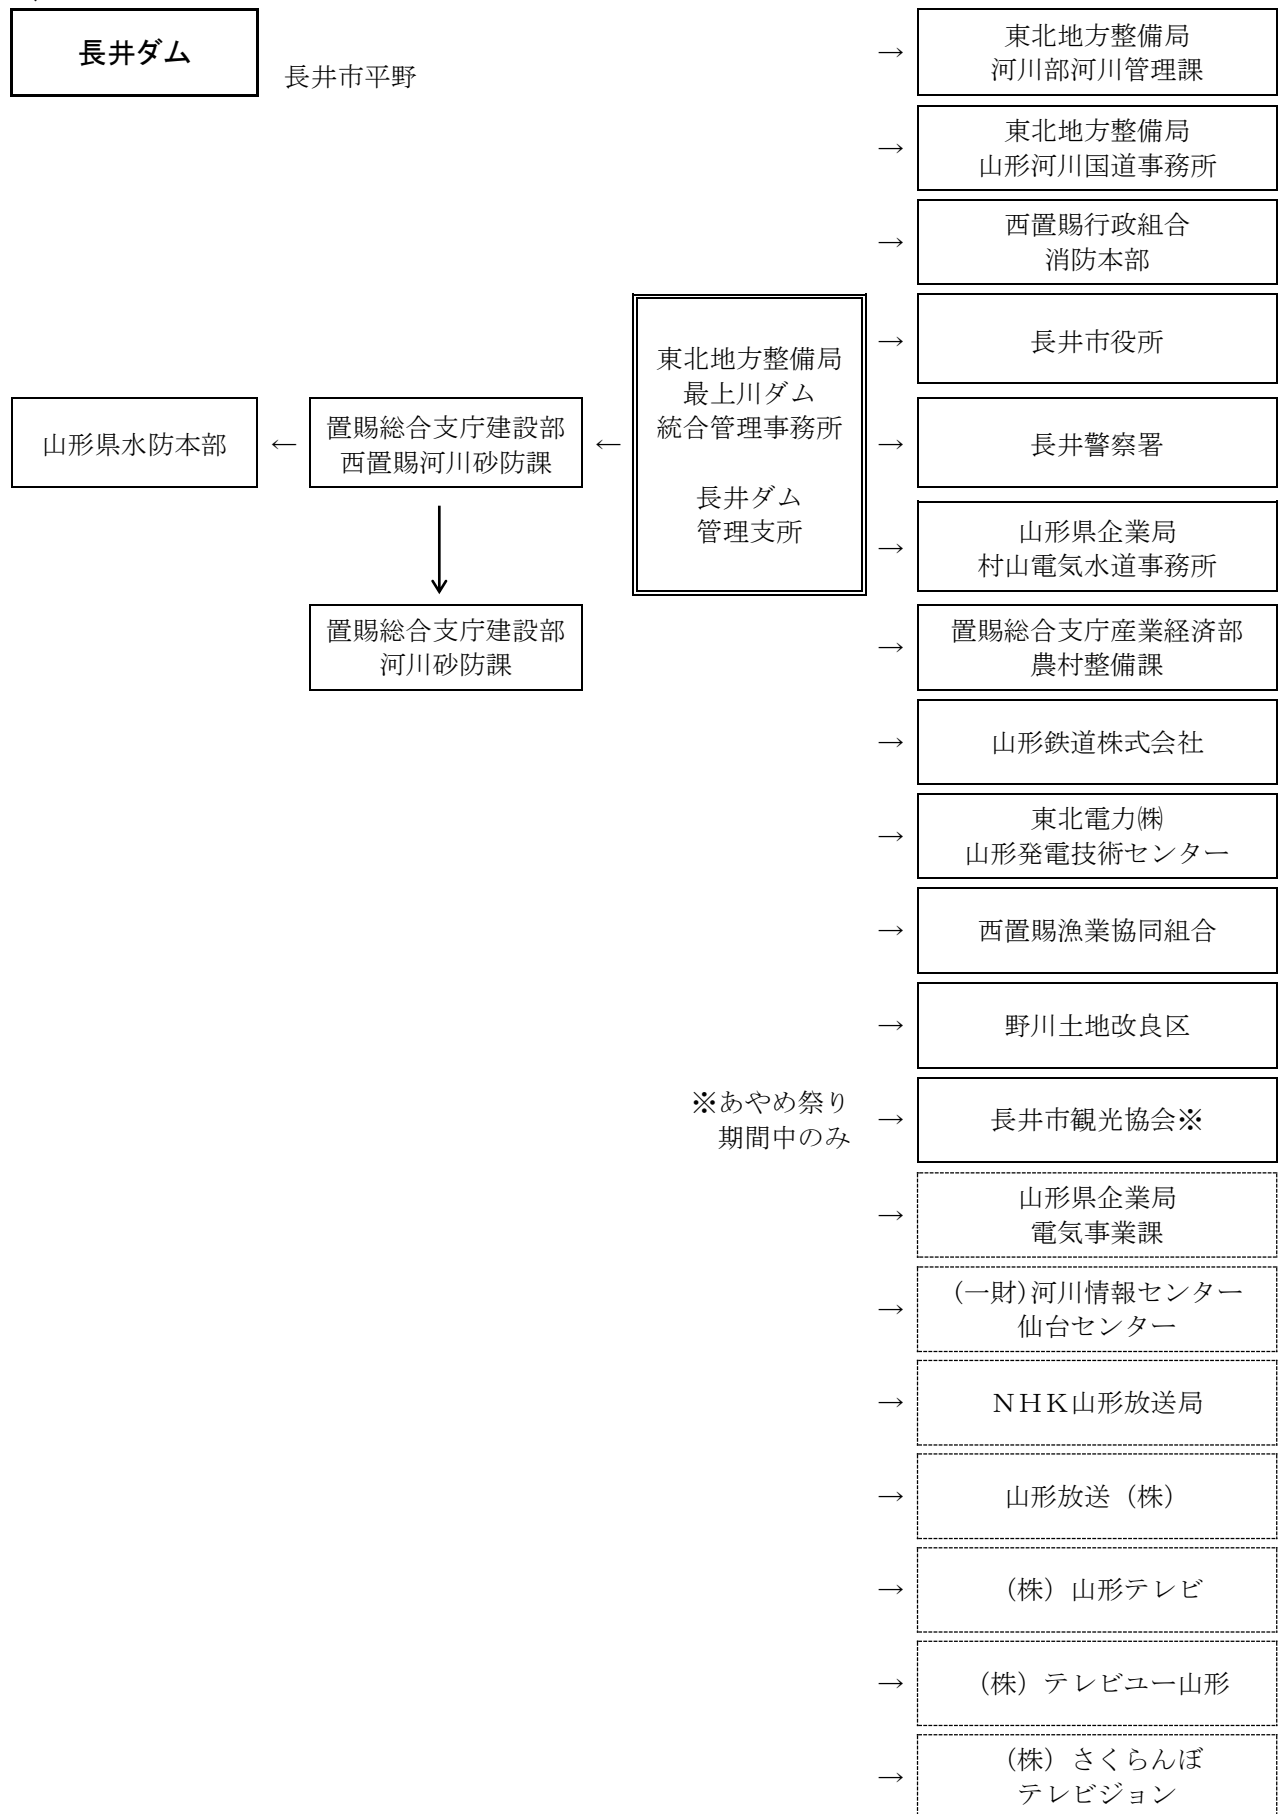 長井ダム
長井市平野
→
東北地方整備局
河川部河川管理課
→
東北地方整備局
山形河川国道事務所
→
西置賜行政組合
消防本部
→
長井市役所
山形県水防本部
←
置賜総合支庁建設部
西置賜河川砂防課
←
東北地方整備局
最上川ダム
統合管理事務所
長井ダム
管理支所
→
長井警察署
→
山形県企業局
村山電気水道事務所
置賜総合支庁建設部
河川砂防課
→
置賜総合支庁産業経済部
農村整備課
→
山形鉄道株式会社
→
東北電力㈱
山形発電技術センター
→
西置賜漁業協同組合
→
野川土地改良区
※あやめ祭り
期間中のみ
→
長井市観光協会※
→
山形県企業局
電気事業課
→
(一財)河川情報センター
仙台センター
→
ＮＨＫ山形放送局
→
山形放送（株）
→
（株）山形テレビ
→
（株）テレビユー山形
→
（株）さくらんぼ
テレビジョン